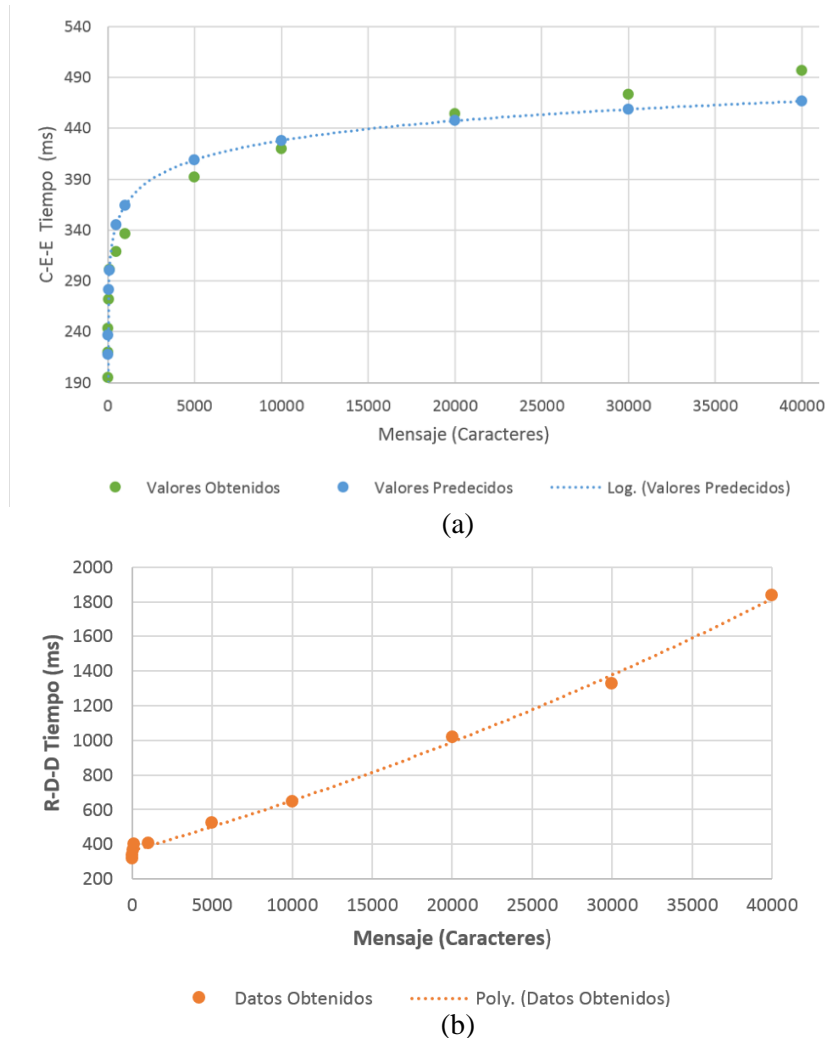 540
490
440
390
340
290
240
190
C-E-E Tiempo (ms)
0 5000 10000 15000 20000 25000 30000 35000 40000
Mensaje (Caracteres)
Valores Obtenidos Valores Predecidos Log. (Valores Predecidos)
(a)
2000
1800
1600
1400
1200
1000
800
600
400
200
R-D-D Tiempo (ms)
0 5000 10000 15000 20000 25000 30000 35000 40000
Mensaje (Caracteres)
Datos Obtenidos Poly. (Datos Obtenidos)
(b)